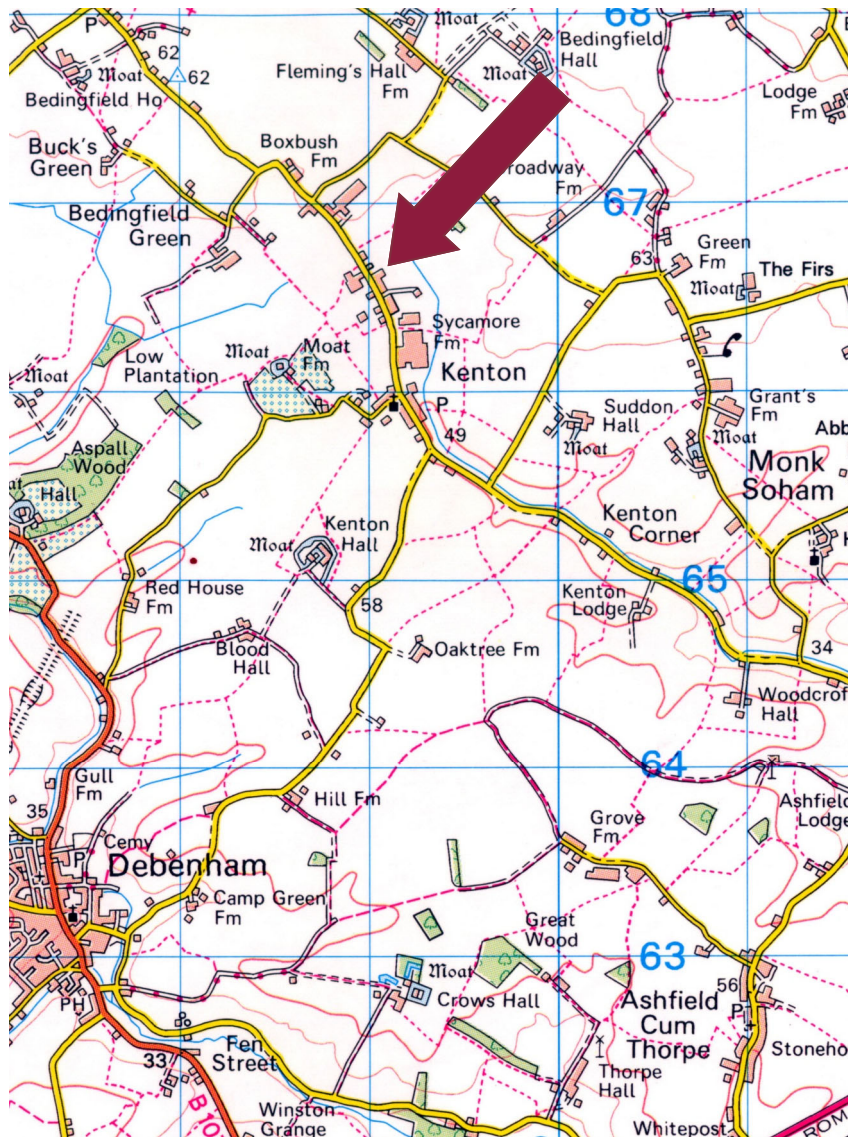 68
P
62
Moat
62
Bedingfield Ho
Fleming's Hall
Fm
Moat
Bedingfield
Hall
Lodge
Fm
Buck's
Green
Boxbush
Fm
roadway
Fm
67
Bedingfield
Green
63
Green
Fm
Moat
The Firs
Low
Plantation
Moat
Moat
Moat
Fm
Sycamore
Fm
Kenton
P
49
Suddon
Hall
Moat
Grant's
Fm
Moat
Abb
Monk
Soham
Aspall
Wood
Hall
Kenton
Hall
Moat
Kenton
Corner
65
Red House
Fm
58
Kenton
Lodge
Blood
Hall
Oaktree Fm
34
Woodcrof
Hall
64
Gull
Fm
35
Hill Fm
Ashfield
Lodge
Grove
Fm
Cemy
P
Debenham
Camp Green
Fm
Great
Wood
63
Moat
Crows Hall
PH
56
P
Ashfield
Cum
Thorpe
Stoneho
Fen
Street
33
Thorpe
Hall
B10
Winston
Grange
Whitepost
ROM